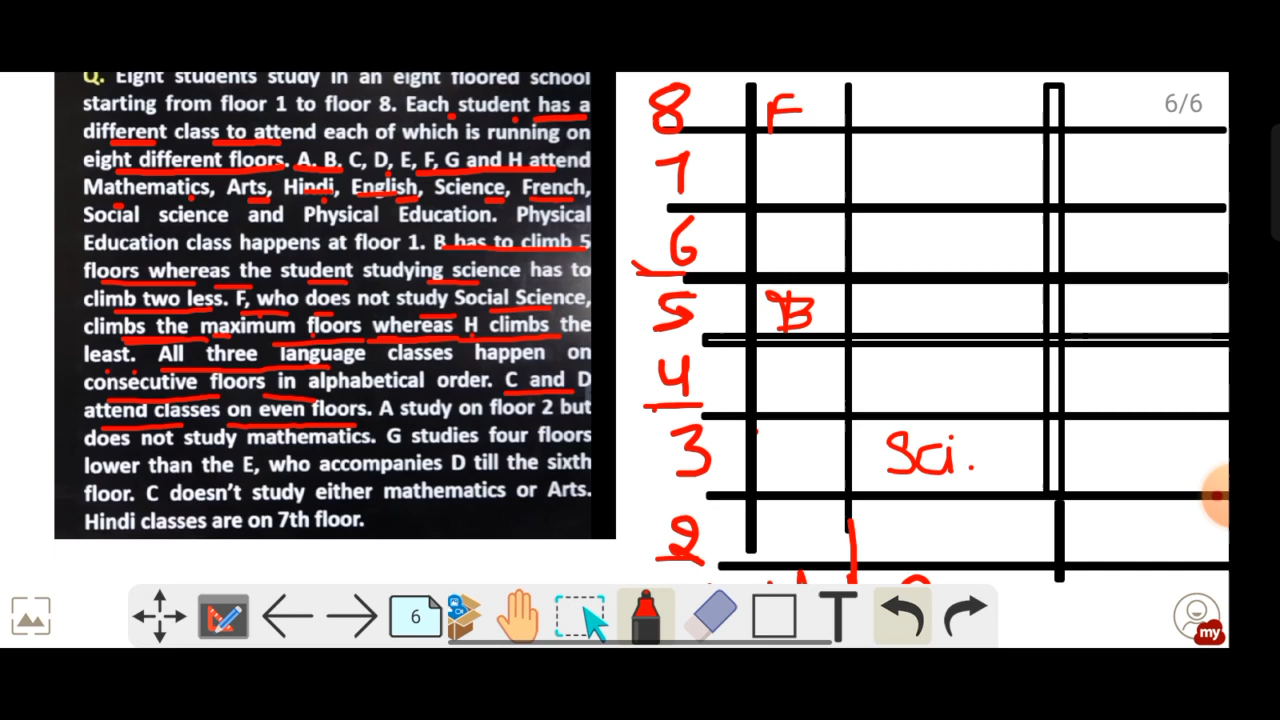 Q. Eight students study in an eight floored school
starting from floor 1 to floor 8. Each student has a
different class to attend each of which is running on
eight different floors. A. B. C, D, E, F, G and H attend
Mathematics, Arts, Hindi, English, Science, French,
Social science and Physical Education. Physical
Education class happens at floor 1. B has to climb 5
floors whereas the student studying science has to
climb two less. F, who does not study Social Science,
climbs the maximum floors whereas H climbs the
least. All three language classes happen on
consecutive floors in alphabetical order. C and D
attend classes on even floors. A study on floor 2 but
does not study mathematics. G studies four floors
lower than the E, who accompanies D till the sixth
floor. C doesn't study either mathematics or Arts.
Hindi classes are on 7th floor.
6/6
8 F
7
6
5 B
4
3 Sci.
2
6
T
my